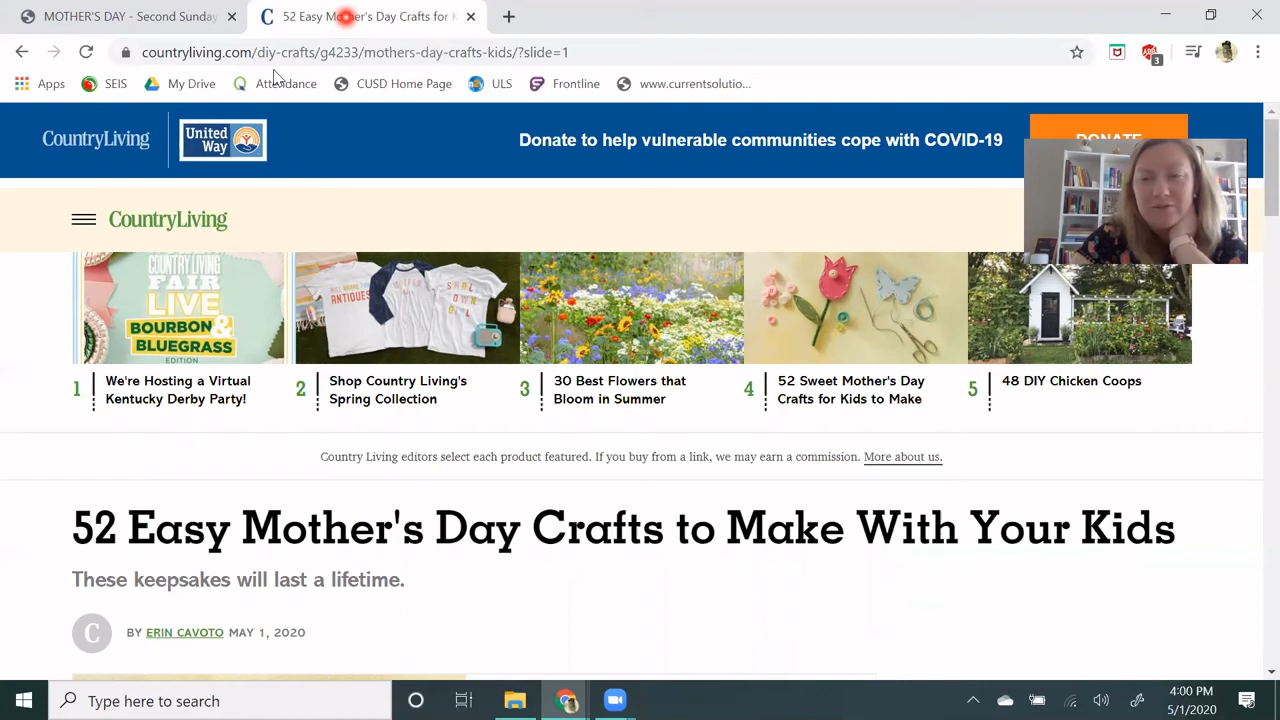 MOTHER'S DAY - Second Sunday
52 Easy Mother's Day Crafts for K
countryliving.com/diy-crafts/g4233/mothers-day-crafts-kids/?slide=1
3
Apps
SEIS
My Drive
Attendance
CUSD Home Page
ULS
Frontline
www.currentsolutio...
CountryLiving
United Way
Donate to help vulnerable communities cope with COVID-19
DONATE
CountryLiving
COUNTRY LIVING
FAIR
LIVE
BOURBON
&
BLUEGRASS
EDITION
ANTIQUES
1 We're Hosting a Virtual
Kentucky Derby Party!
2 Shop Country Living's
Spring Collection
3 30 Best Flowers that
Bloom in Summer
4 52 Sweet Mother's Day
Crafts for Kids to Make
5 48 DIY Chicken Coops
Country Living editors select each product featured. If you buy from a link, we may earn a commission. More about us.
52 Easy Mother's Day Crafts to Make With Your Kids
These keepsakes will last a lifetime.
C
BY ERIN CAVOTO MAY 1, 2020
Type here to search
4:00 PM
5/1/2020